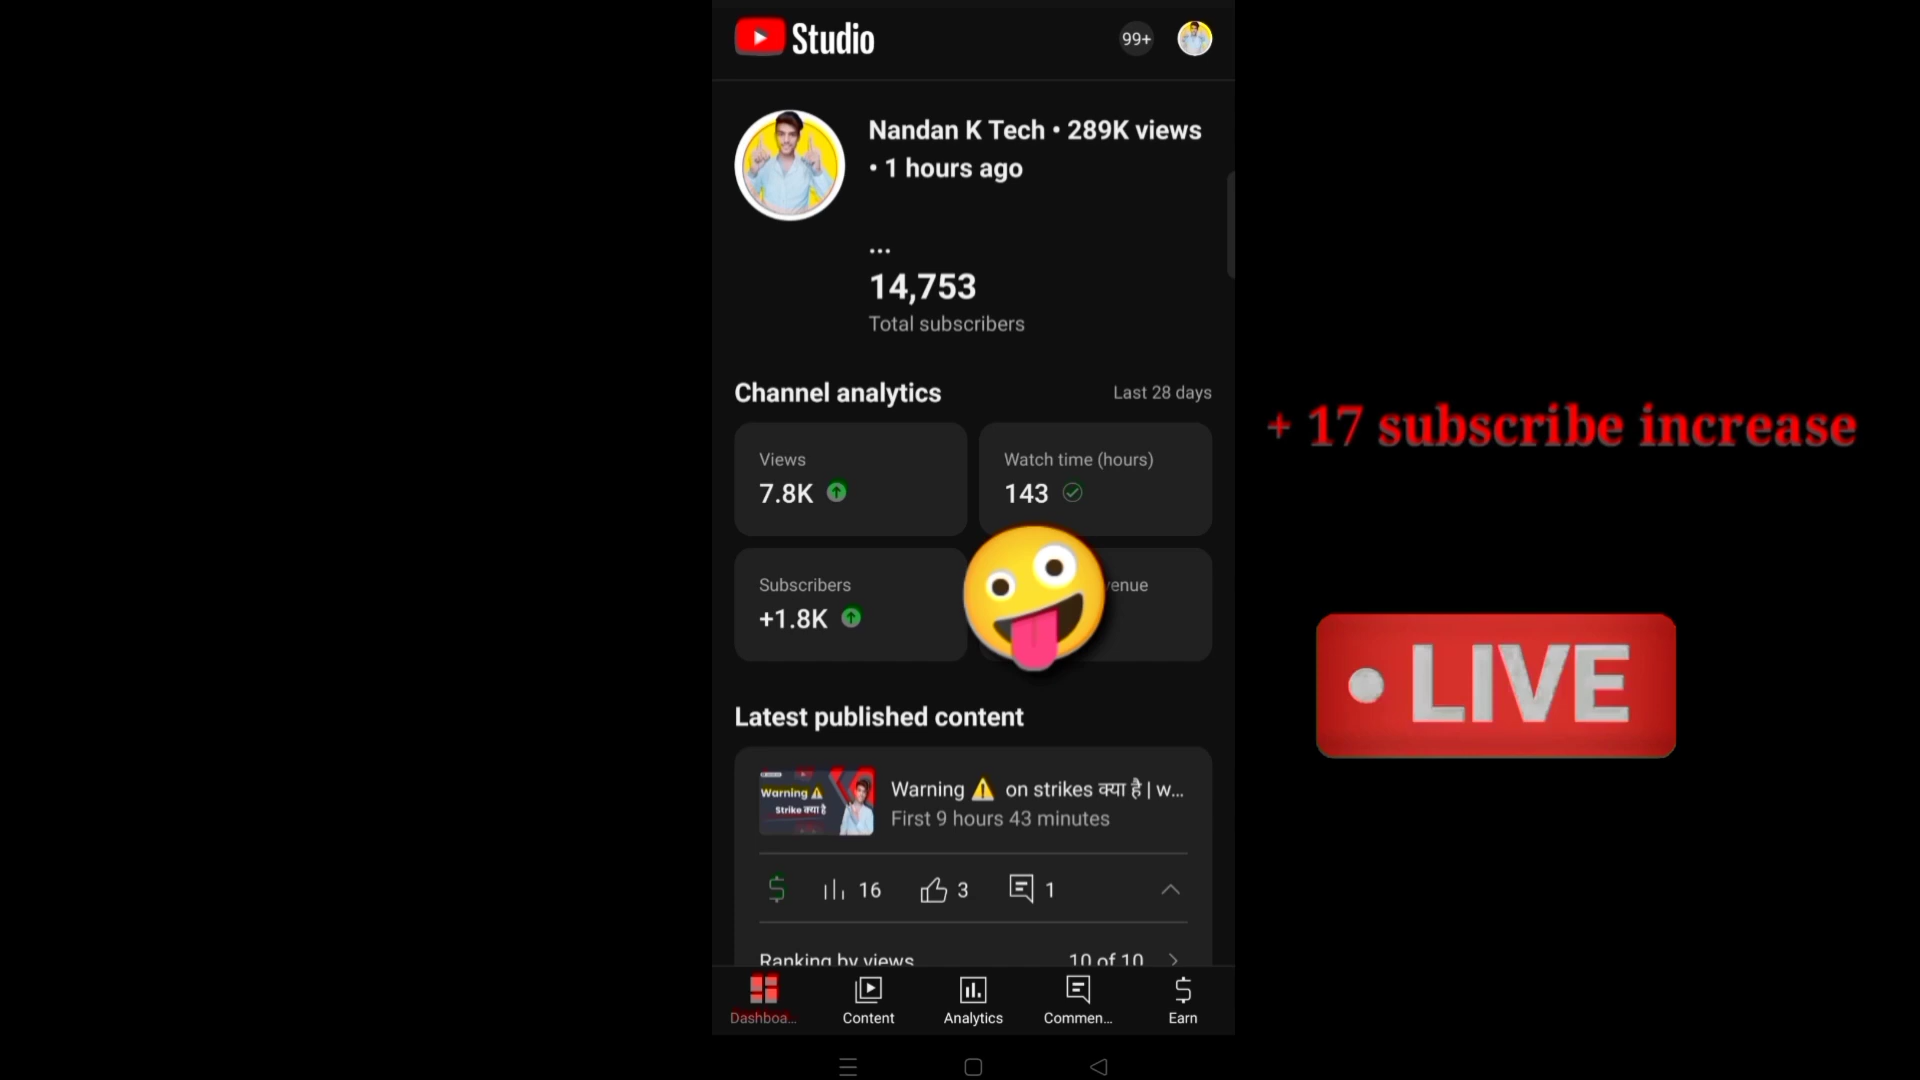 Studio
99+
Nandan K Tech • 289K views
• 1 hours ago
...
14,753
Total subscribers
Channel analytics
Last 28 days
Views
7.8K
Watch time (hours)
143
Subscribers
+1.8K
venue
+ 17 subscribe increase
• LIVE
Latest published content
Warning ⚠
Strike क्या है
Warning ⚠ on strikes क्या है | w...
First 9 hours 43 minutes
16
3
1
Ranking by views
10 of 10
Dashboa...
Content
Analytics
Commen...
Earn